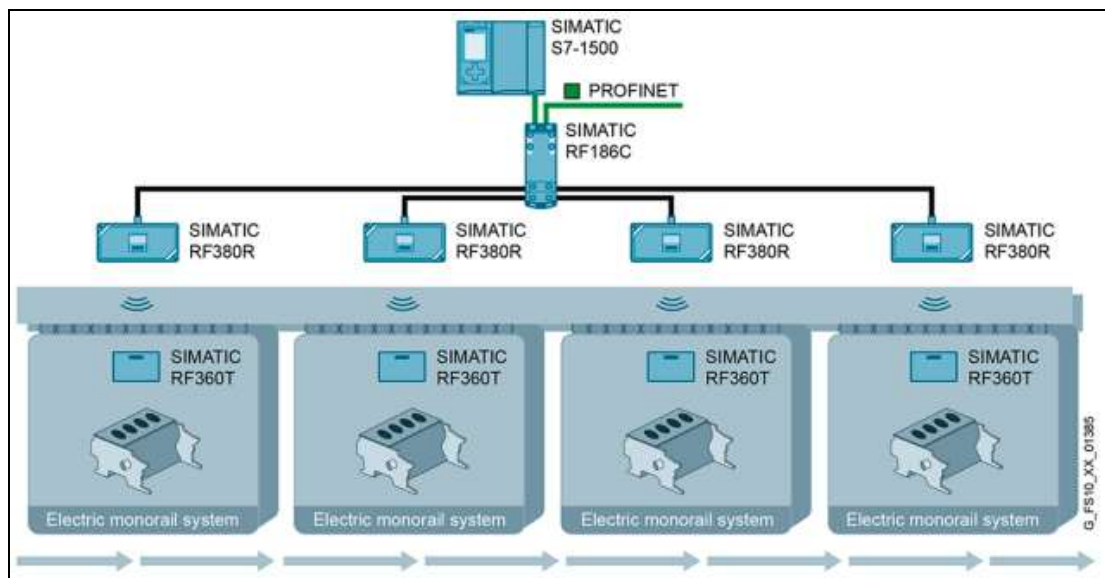 SIMATIC
S7-1500
PROFINET
SIMATIC
RF186C
SIMATIC
RF380R
SIMATIC
RF380R
SIMATIC
RF380R
SIMATIC
RF380R
SIMATIC
RF360T
SIMATIC
RF360T
SIMATIC
RF360T
SIMATIC
RF360T
Electric monorail system
Electric monorail system
Electric monorail system
Electric monorail system
G_FS10_XX_01385